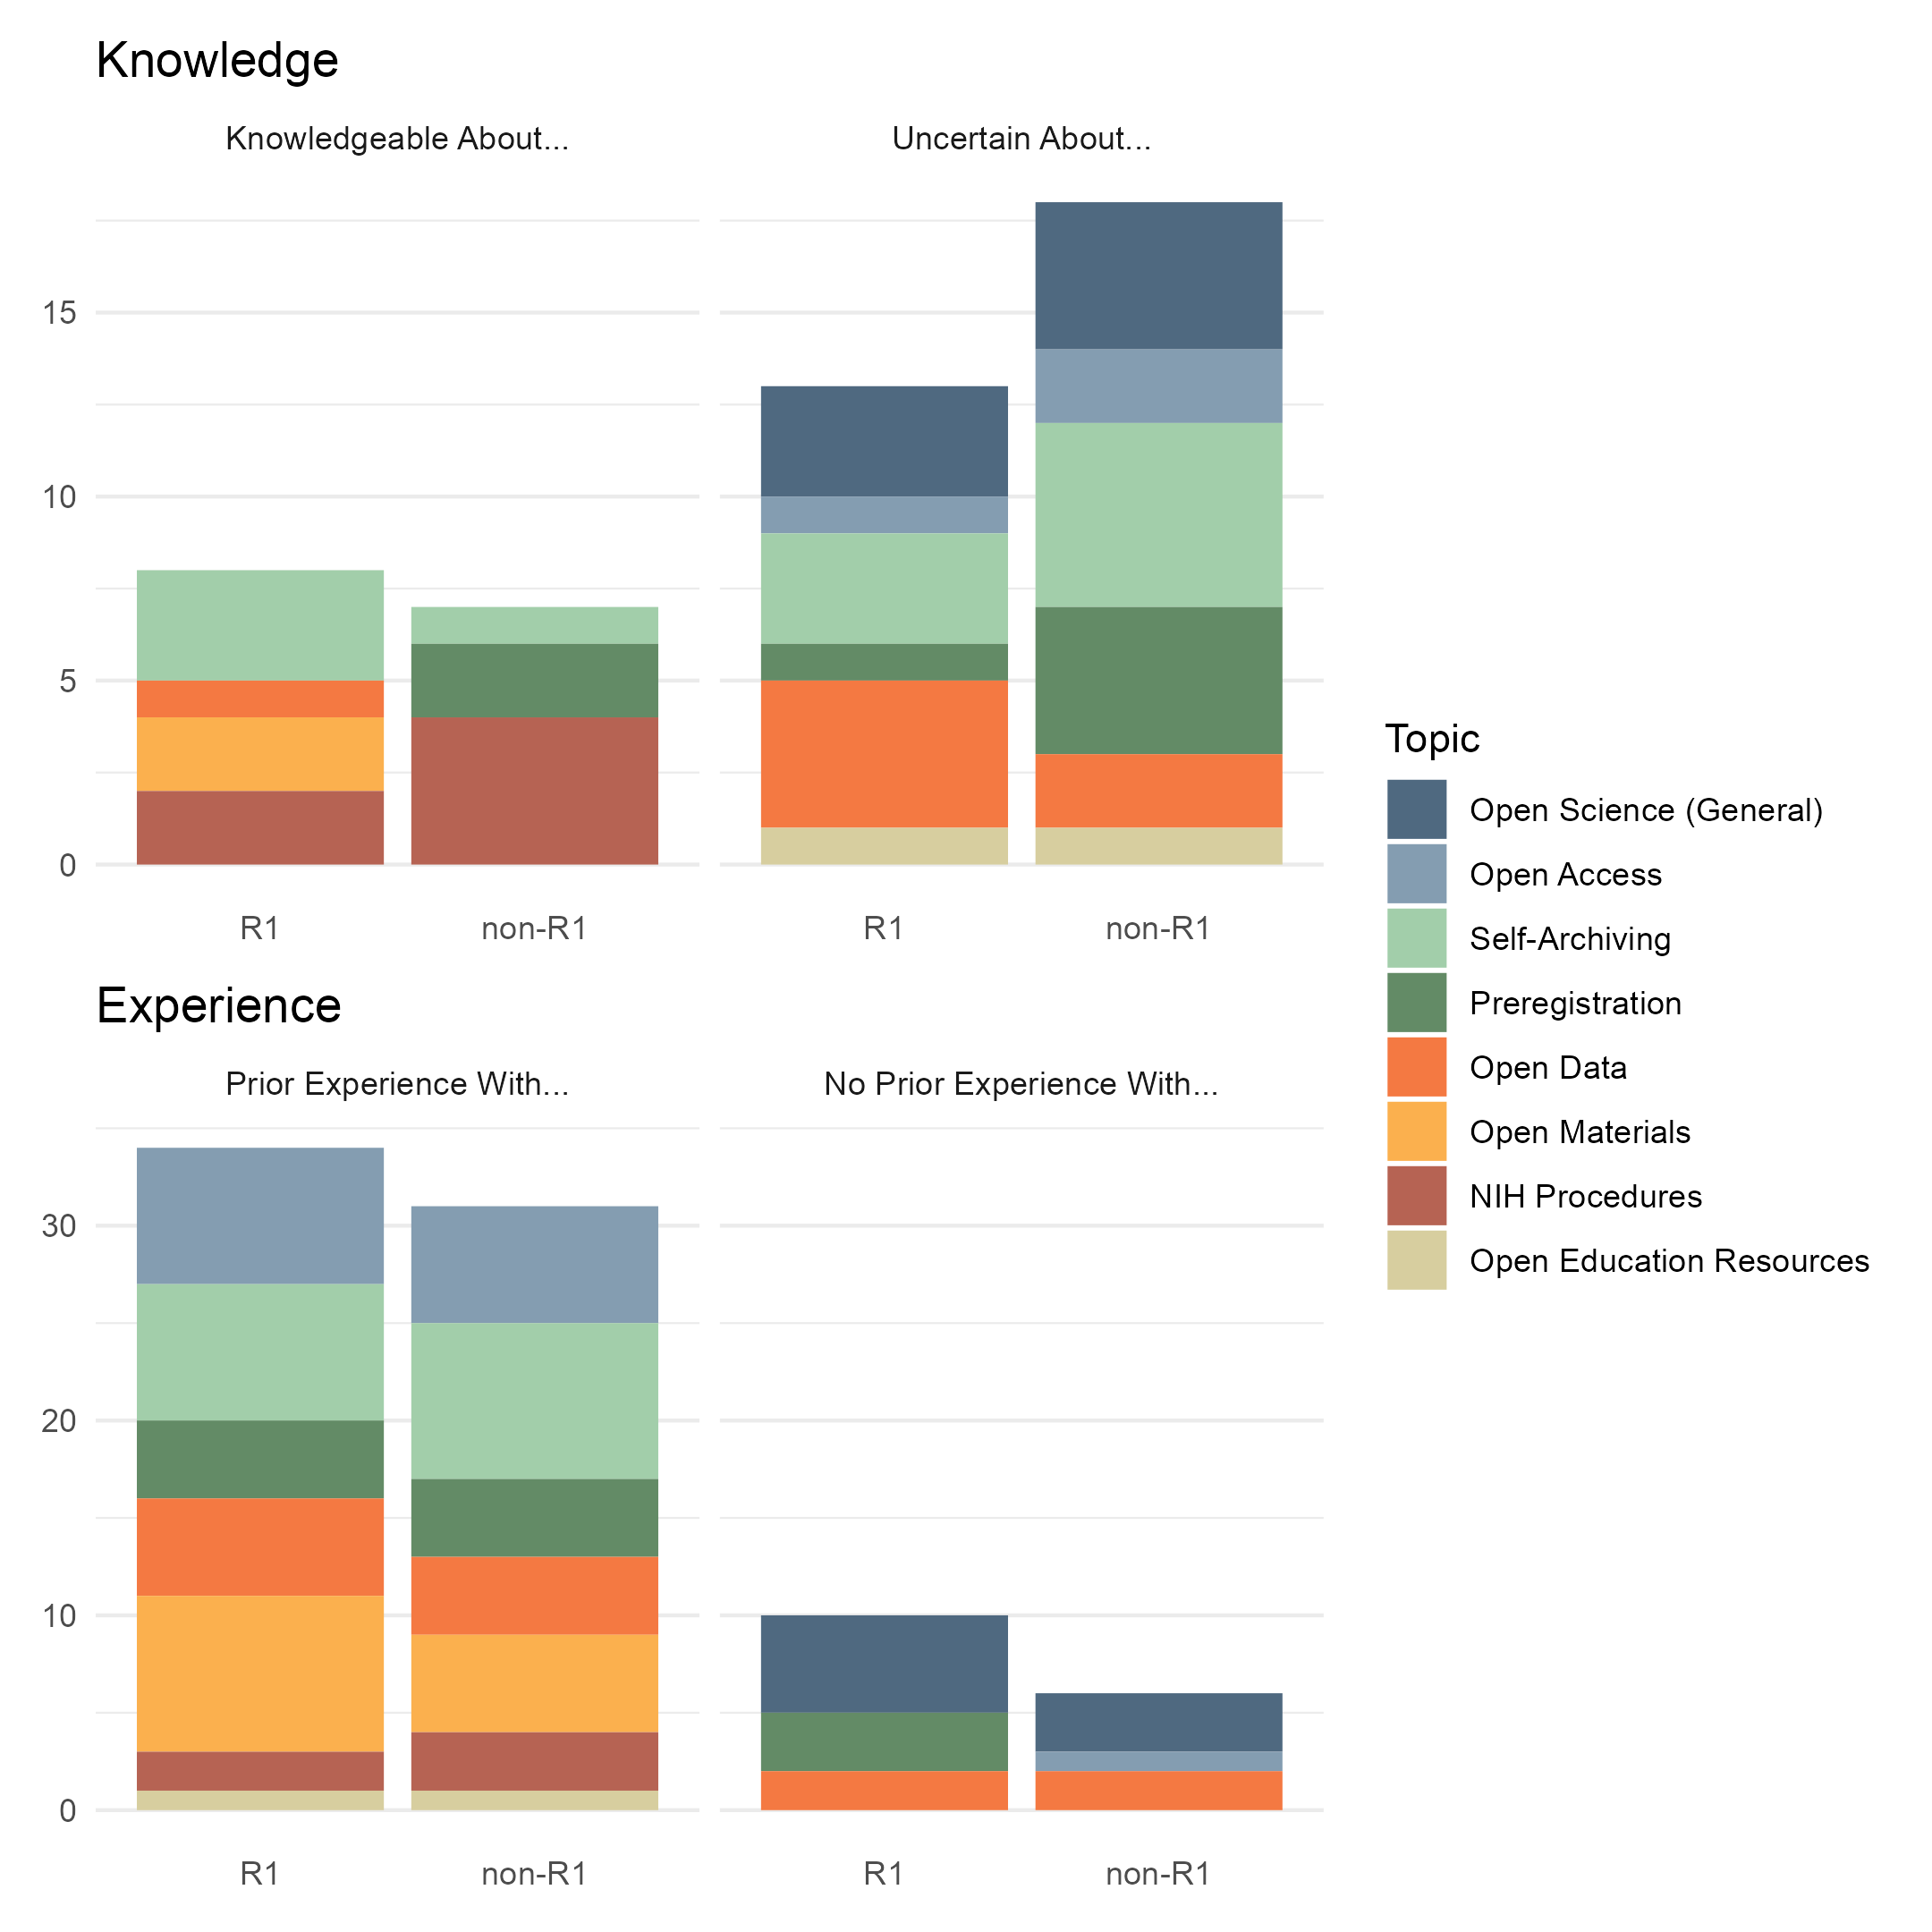 Knowledge
Knowledgeable About...
Uncertain About...
15
10
5
0
R1
non-R1
R1
non-R1
Experience
Prior Experience With...
No Prior Experience With...
30
20
10
0
R1
non-R1
R1
non-R1
Topic
Open Science (General)
Open Access
Self-Archiving
Preregistration
Open Data
Open Materials
NIH Procedures
Open Education Resources